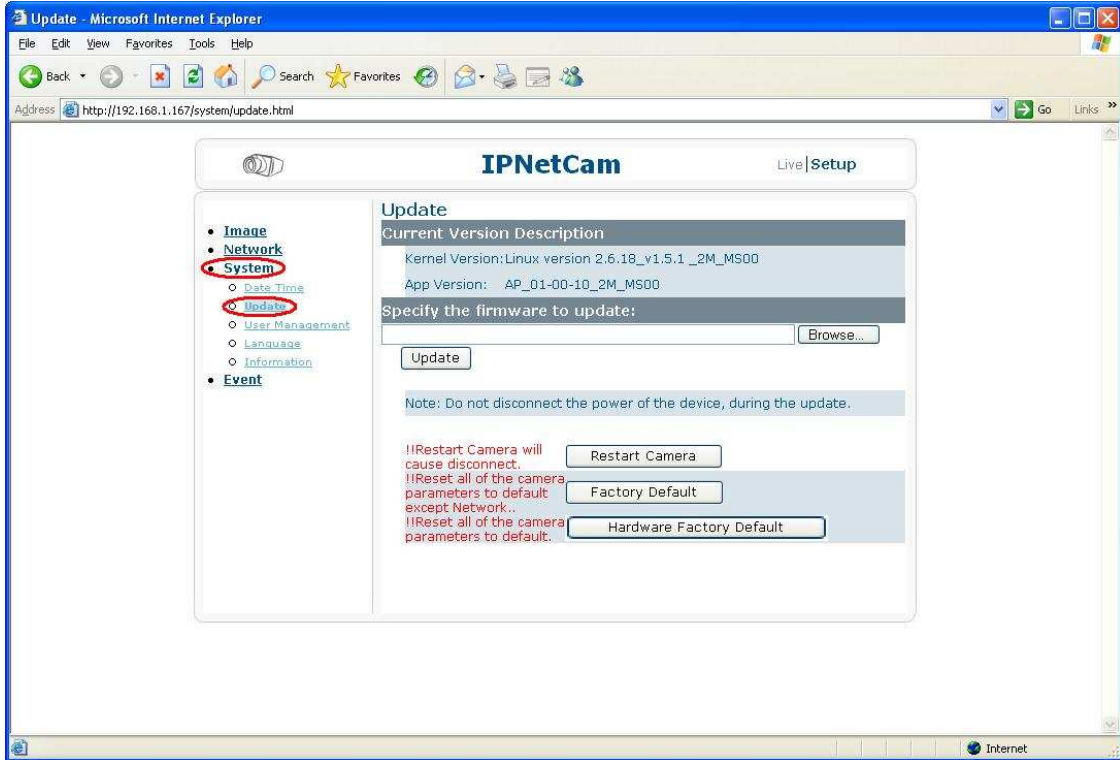 Update - Microsoft Internet Explorer
File Edit View Favorites Tools Help
Back Search Favorites
Address http://192.168.1.167/system/update.html Go Links »
IPNetCam
Live|Setup
Image
Network
System
Date Time
Update
User Management
Language
Information
Event
Update
Current Version Description
Kernel Version:Linux version 2.6.18_v1.5.1 _2M_MS00
App Version: AP_01-00-10_2M_MS00
Specify the firmware to update:
Browse...
Update
Note: Do not disconnect the power of the device, during the update.
!!Restart Camera will
cause disconnect.
Restart Camera
!!Reset all of the camera
parameters to default
except Network..
Factory Default
!!Reset all of the camera
parameters to default.
Hardware Factory Default
Internet